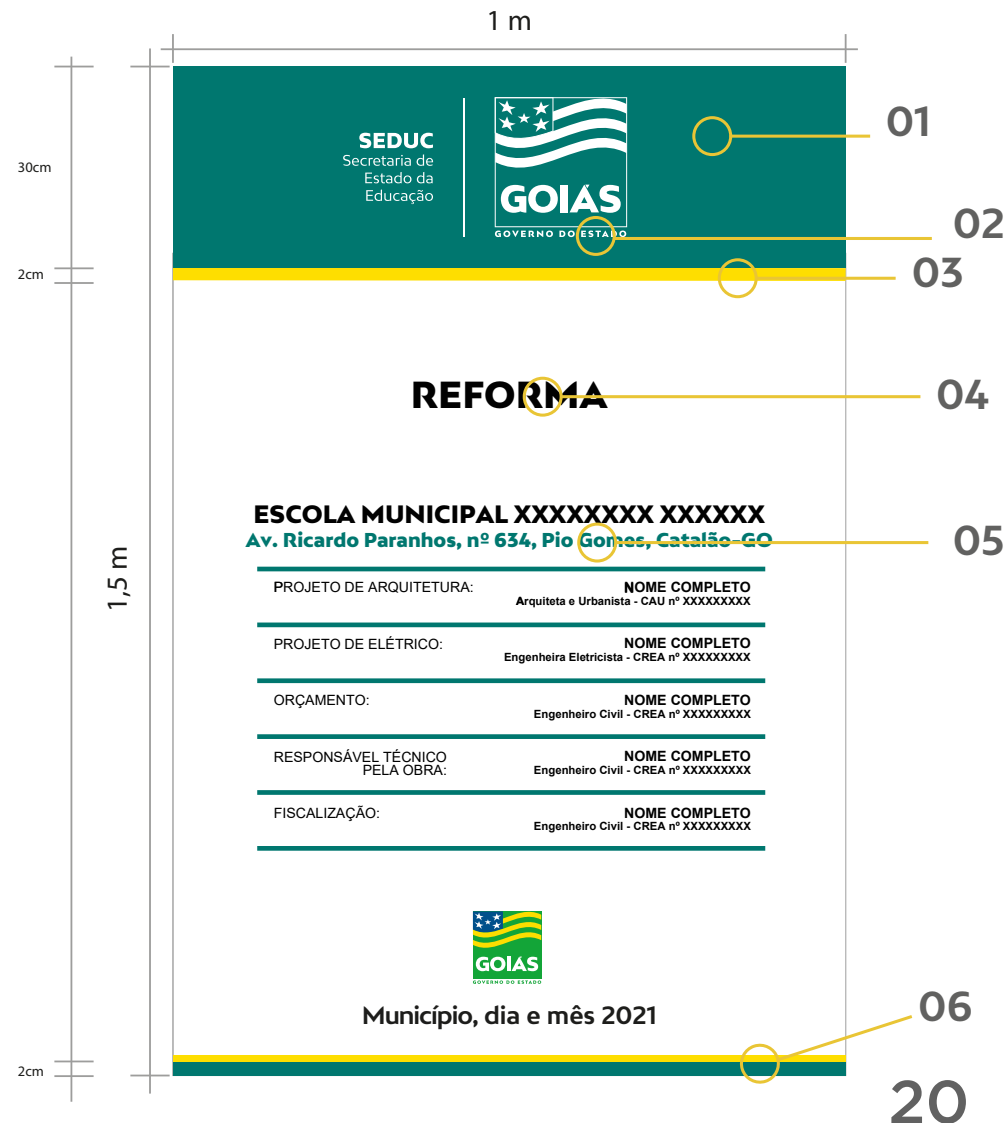 1 m
01
SEDUC
Secretaria de
Estado da
Educação
GOIÁS
GOVERNO DO ESTADO
30cm
02
2cm
03
REFORMA
04
ESCOLA MUNICIPAL XXXXXXXX XXXXXX
Av. Ricardo Paranhos, nº 634, Pio Gomes, Catalão-GO
05
1,5 m
PROJETO DE ARQUITETURA:
NOME COMPLETO
Arquiteta e Urbanista - CAU nº XXXXXXXXX
PROJETO DE ELÉTRICO:
NOME COMPLETO
Engenheira Eletricista - CREA nº XXXXXXXXX
ORÇAMENTO:
NOME COMPLETO
Engenheiro Civil - CREA nº XXXXXXXXX
RESPONSÁVEL TÉCNICO
PELA OBRA:
NOME COMPLETO
Engenheiro Civil - CREA nº XXXXXXXXX
FISCALIZAÇÃO:
NOME COMPLETO
Engenheiro Civil - CREA nº XXXXXXXXX
GOIÁS
GOVERNO DO ESTADO
Município, dia e mês 2021
06
2cm
20